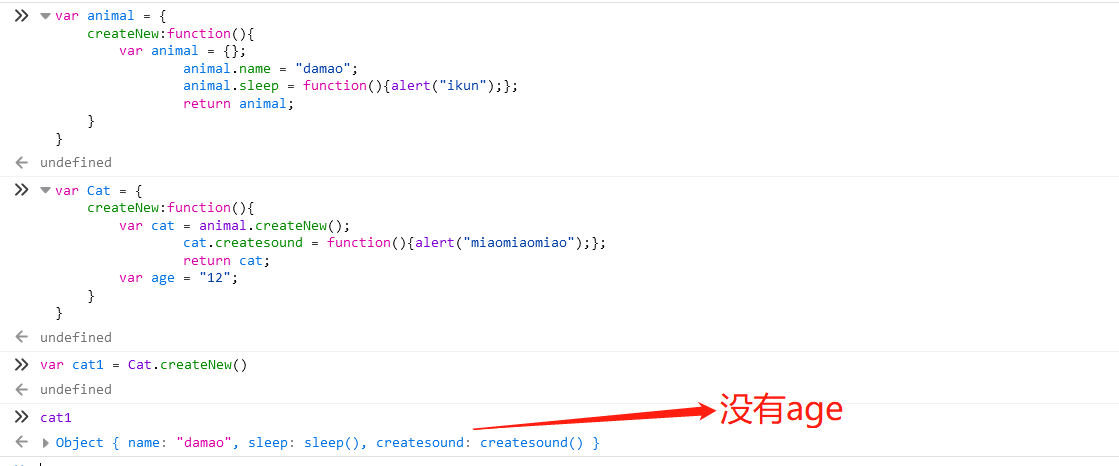 var animal = {
createNew:function(){
var animal = {};
animal.name = "damao";
animal.sleep = function(){alert("ikun");};
return animal;
}
}
undefined
var Cat = {
createNew:function(){
var cat = animal.createNew();
cat.createsound = function(){alert("miaomiaomiao");};
return cat;
var age = "12";
}
}
undefined
var cat1 = Cat.createNew()
undefined
cat1
没有age
Object { name: "damao", sleep: sleep(), createsound: createsound() }